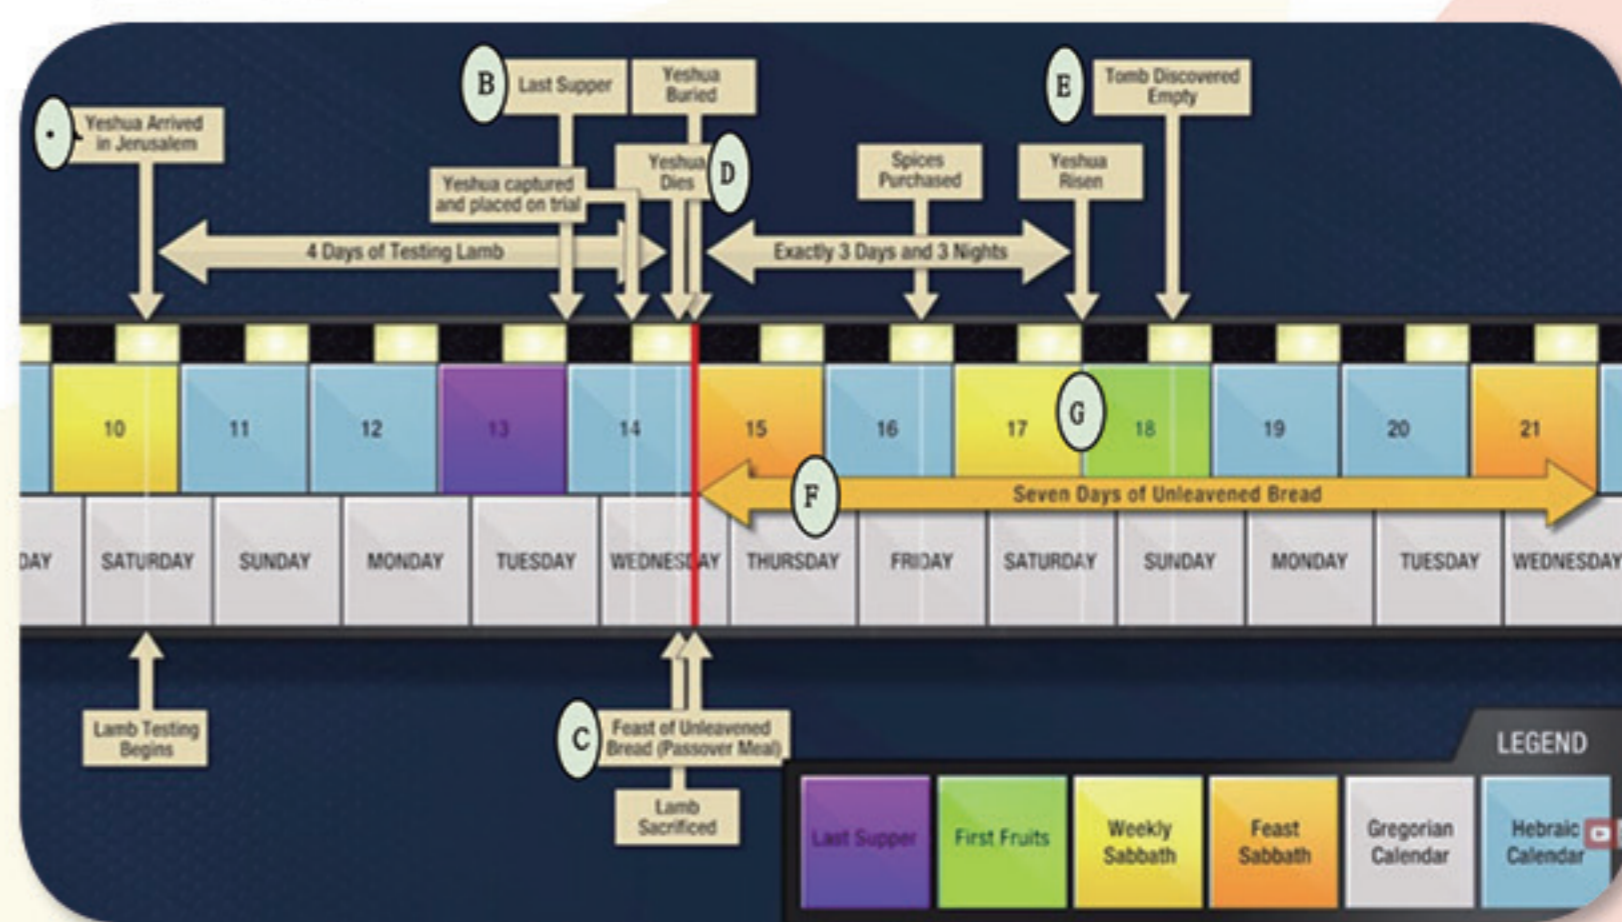 B
Last Supper
Yeshua
Buried
E
Tomb Discovered
Empty
Yeshua Arrived
in Jerusalem
Yeshua captured
and placed on trial
Yeshua
Dies
D
Spices
Purchased
Yeshua
Risen
4 Days of Testing Lamb
Exactly 3 Days and 3 Nights
10
11
12
13
14
15
16
17
G
18
19
20
21
F
Seven Days of Unleavened Bread
DAY
SATURDAY
SUNDAY
MONDAY
TUESDAY
WEDNESDAY
THURSDAY
FRIDAY
SATURDAY
SUNDAY
MONDAY
TUESDAY
WEDNESDAY
Lamb Testing
Begins
C
Feast of Unleavened
Bread (Passover Meal)
Lamb
Sacrificed
LEGEND
Last Supper
First Fruits
Weekly
Sabbath
Feast
Sabbath
Gregorian
Calendar
Hebraic
Calendar